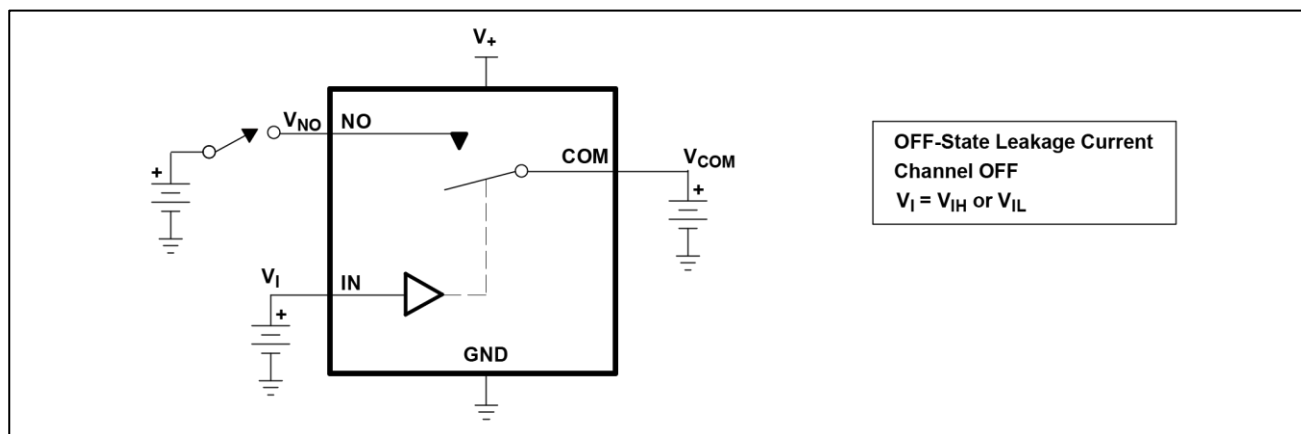 V+
VNO NO
COM VCOM
+
+
VI IN
+
GND
OFF-State Leakage Current
Channel OFF
VI = VIH or VIL